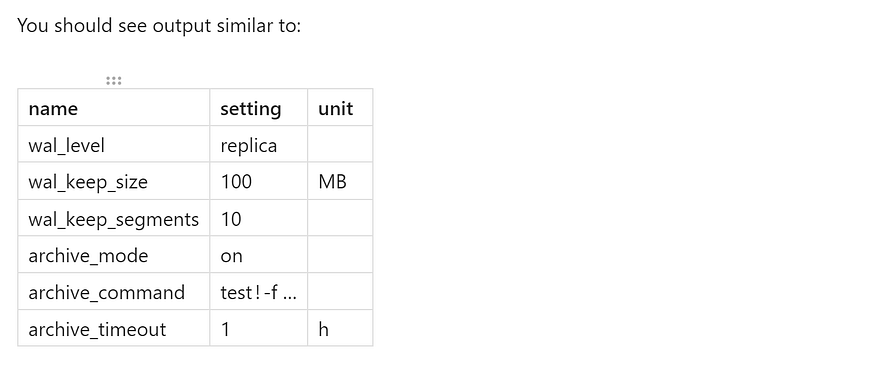 You should see output similar to:
name setting unit
wal_level replica
wal_keep_size 100 MB
wal_keep_segments 10
archive_mode on
archive_command test ! -f ...
archive_timeout 1 h